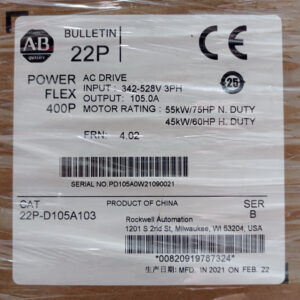 AB
QUALITY
BULLETIN
22P
CE
25
POWER
FLEX
400P
AC DRIVE
INPUT : 342-528V 3PH
OUTPUT: 105.0A
MOTOR RATING : 55kW/75HP N. DUTY
45kW/60HP H. DUTY
FRN: 4.02
SERIAL NO.PD105A0W21090021
CAT
22P-D105A103
PRODUCT OF CHINA
Rockwell Automation
1201 S 2nd St, Milwaukee, WI 53204, USA
SER
B
*00820919787324*
生产日期: MFD. IN 2021 ON FEB. 22